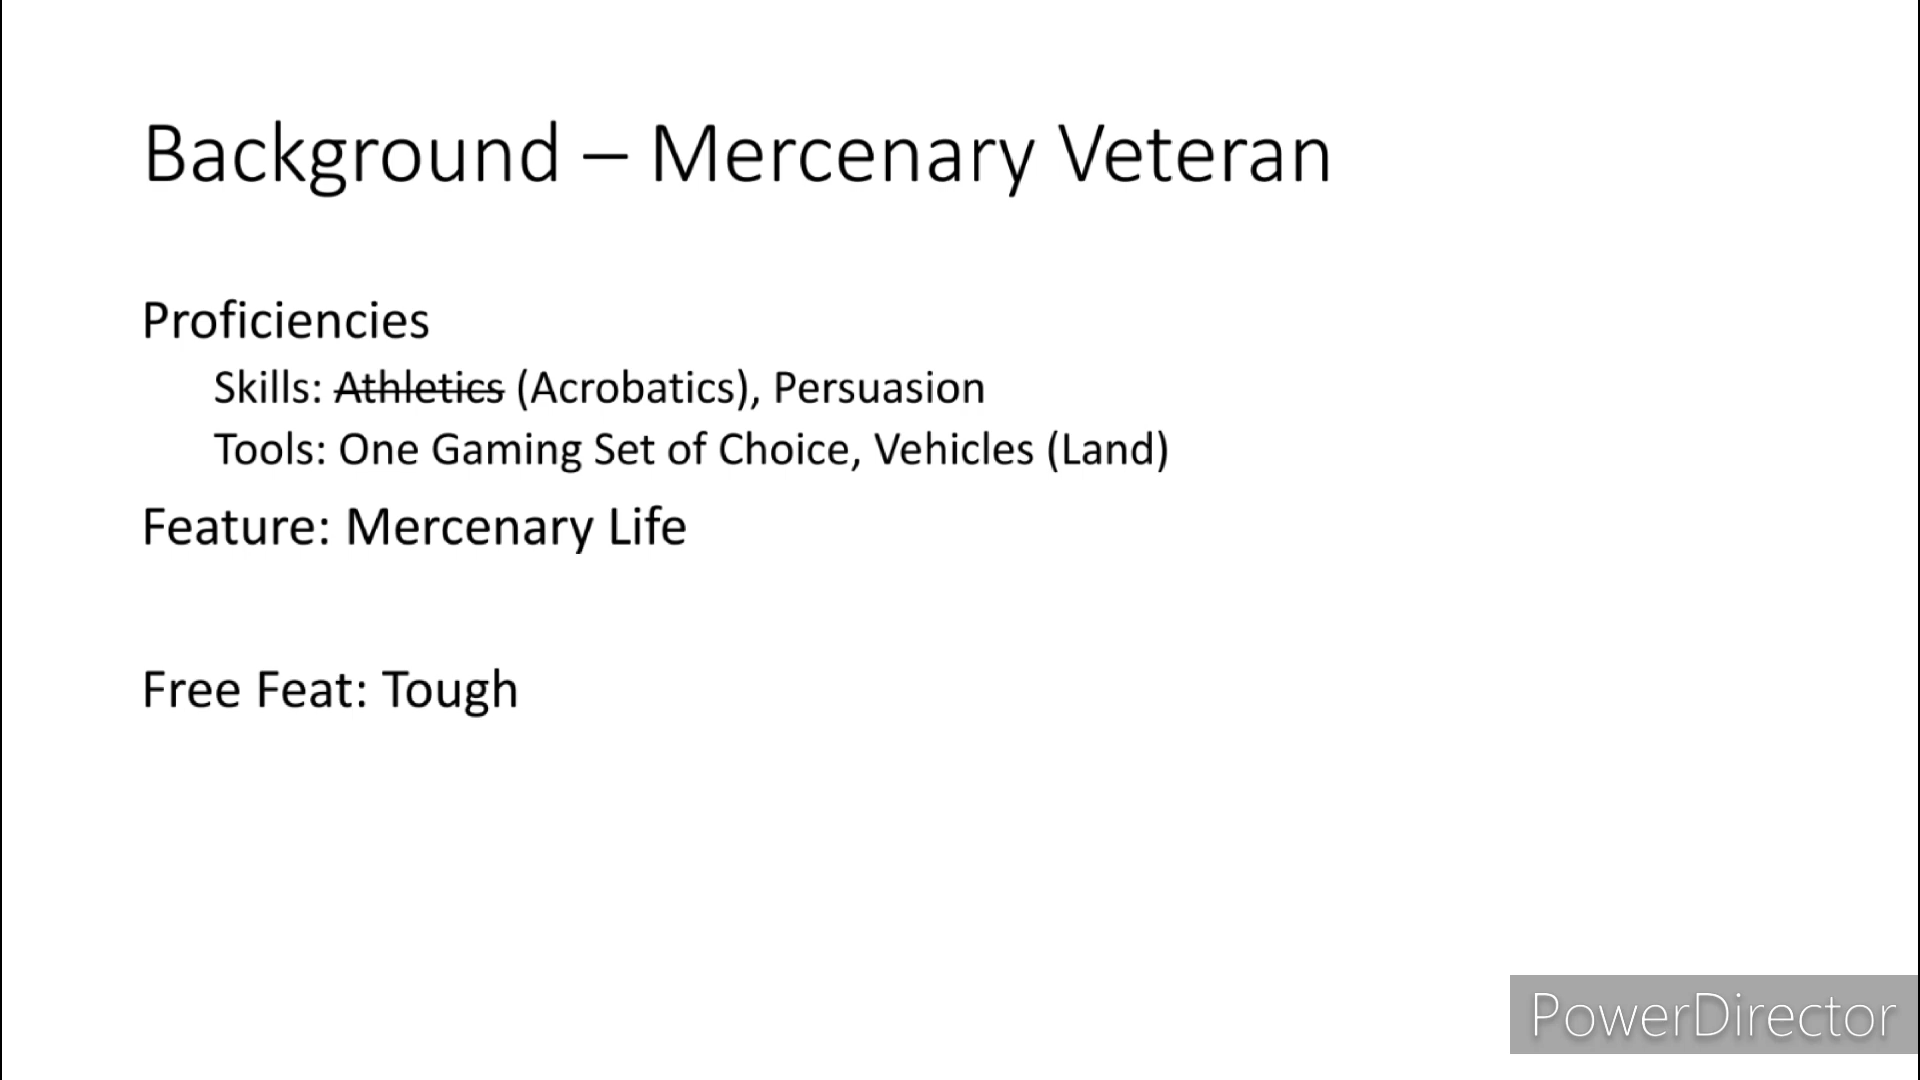 Background – Mercenary Veteran
Proficiencies
Skills: Athletics (Acrobatics), Persuasion
Tools: One Gaming Set of Choice, Vehicles (Land)
Feature: Mercenary Life
Free Feat: Tough
PowerDirector